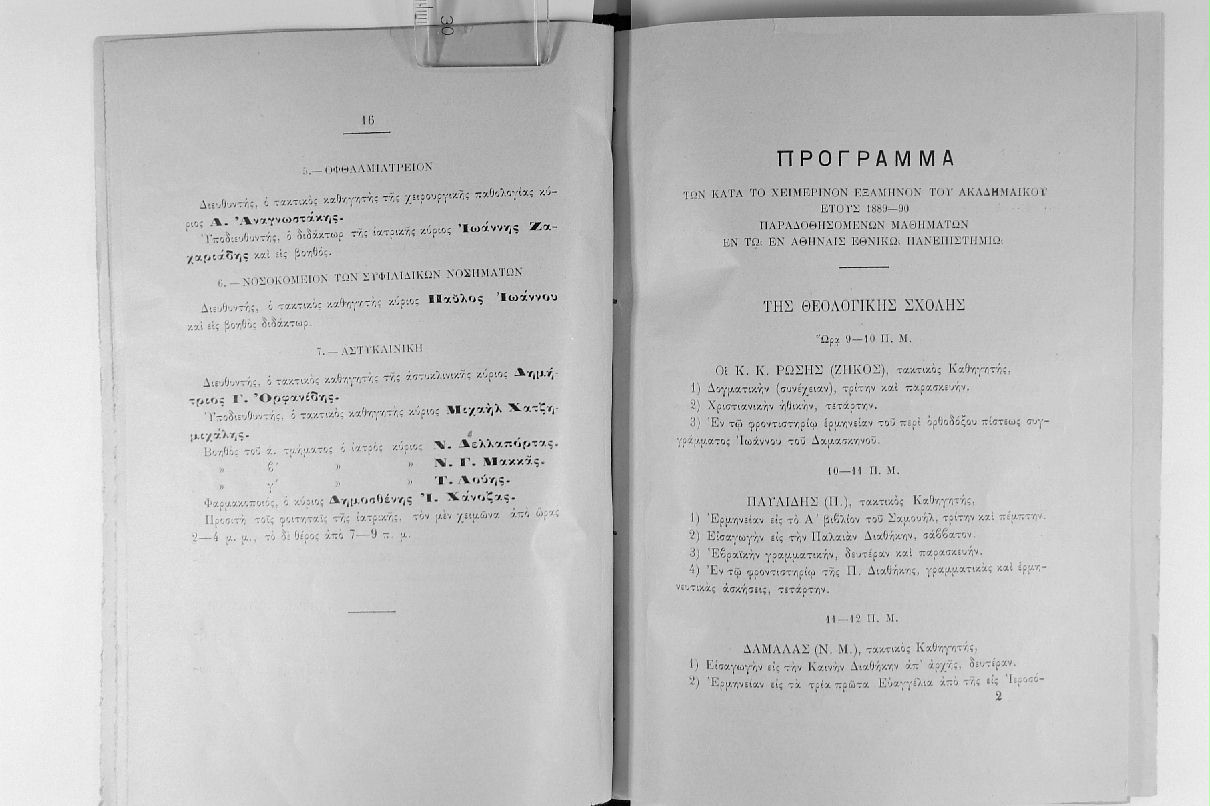 16
5.— ΟΦΘΑΛΜΙΑΤΡΕΙΟΝ
Διευθυντής, ὁ τακτικὸς καθηγητὴς τῆς χειρουργικῆς παθολογίας κύ-
ριος Α. Ἀναγνωστάκης.
Ὑποδιευθυντής, ὁ διδάκτωρ τῆς ἰατρικῆς κύριος Ἰωάννης Ζα-
χαριάδης καὶ εἷς βοηθός.
6. — ΝΟΣΟΚΟΜΕΙΟΝ ΤΩΝ ΣΥΦΙΛΙΔΙΚΩΝ ΝΟΣΗΜΑΤΩΝ
Διευθυντής, ὁ τακτικὸς καθηγητὴς κύριος Παῦλος Ἰωάννου
καὶ εἷς βοηθὸς διδάκτωρ.
7. — ΑΣΤΥΚΛΙΝΙΚΗ
Διευθυντής, ὁ τακτικὸς καθηγητὴς τῆς ἀστυκλινικῆς κύριος Δημή-
τριος Γ. Ὀρφανίδης.
Ὑποδιευθυντής, ὁ τακτικὸς καθηγητὴς κύριος Μιχαὴλ Χατζη-
μιχάλης.
Βοηθὸς τοῦ α. τμήματος ὁ ἰατρὸς κύριος Ν. Δελλαπόρτας.
» β´ » » Ν. Γ. Μακκᾶς.
» γ´ » » Τ. Λούης.
Φαρμακοποιός, ὁ κύριος Δημοσθένης Ἰ. Χάνοζας.
Προσιτὴ τοῖς φοιτηταῖς τῆς ἰατρικῆς, τὸν μὲν χειμῶνα ἀπὸ ὥρας
2—4 μ. μ., τὸ δὲ θέρος ἀπὸ 7—9 π. μ.
30
ΠΡΟΓΡΑΜΜΑ
ΤΩΝ ΚΑΤΑ ΤΟ ΧΕΙΜΕΡΙΝΟΝ ΕΞΑΜΗΝΟΝ ΤΟΥ ΑΚΑΔΗΜΑΙΚΟΥ
ΕΤΟΥΣ 1889—90
ΠΑΡΑΔΟΘΗΣΟΜΕΝΩΝ ΜΑΘΗΜΑΤΩΝ
ΕΝ ΤΩ: ΕΝ ΑΘΗΝΑΙΣ ΕΘΝΙΚΩ: ΠΑΝΕΠΙΣΤΗΜΙΩ:
ΤΗΣ ΘΕΟΛΟΓΙΚΗΣ ΣΧΟΛΗΣ
Ὥρα 9—10 Π. Μ.
Οἱ Κ. Κ. ΡΩΣΗΣ (ΖΗΚΟΣ), τακτικὸς Καθηγητής,
1) Δογματικὴν (συνέχειαν), τρίτην καὶ παρασκευήν.
2) Χριστιανικὴν ἠθικήν, τετάρτην.
3) Ἐν τῷ φροντιστηρίῳ ἑρμηνείαν τοῦ περὶ ὀρθοδόξου πίστεως συγ-
γράμματος Ἰωάννου τοῦ Δαμασκηνοῦ.
10—11 Π. Μ.
ΠΑΥΛΙΔΗΣ (Π.), τακτικὸς Καθηγητής,
1) Ἑρμηνείαν εἰς τὸ Α´ βιβλίον τοῦ Σαμουήλ, τρίτην καὶ πέμπτην.
2) Εἰσαγωγὴν εἰς τὴν Παλαιὰν Διαθήκην, σάββατον.
3) Ἑβραϊκὴν γραμματικήν, δευτέραν καὶ παρασκευήν.
4) Ἐν τῷ φροντιστηρίῳ τῆς Π. Διαθήκης, γραμματικὰς καὶ ἑρμη-
νευτικὰς ἀσκήσεις, τετάρτην.
11—12 Π. Μ.
ΔΑΜΑΛΑΣ (Ν. Μ.), τακτικὸς Καθηγητής,
1) Εἰσαγωγὴν εἰς τὴν Καινὴν Διαθήκην ἀπ' ἀρχῆς, δευτέραν.
2) Ἑρμηνείαν εἰς τὰ τρία πρῶτα Εὐαγγέλια ἀπὸ τῆς εἰς Ἱεροσό-
2